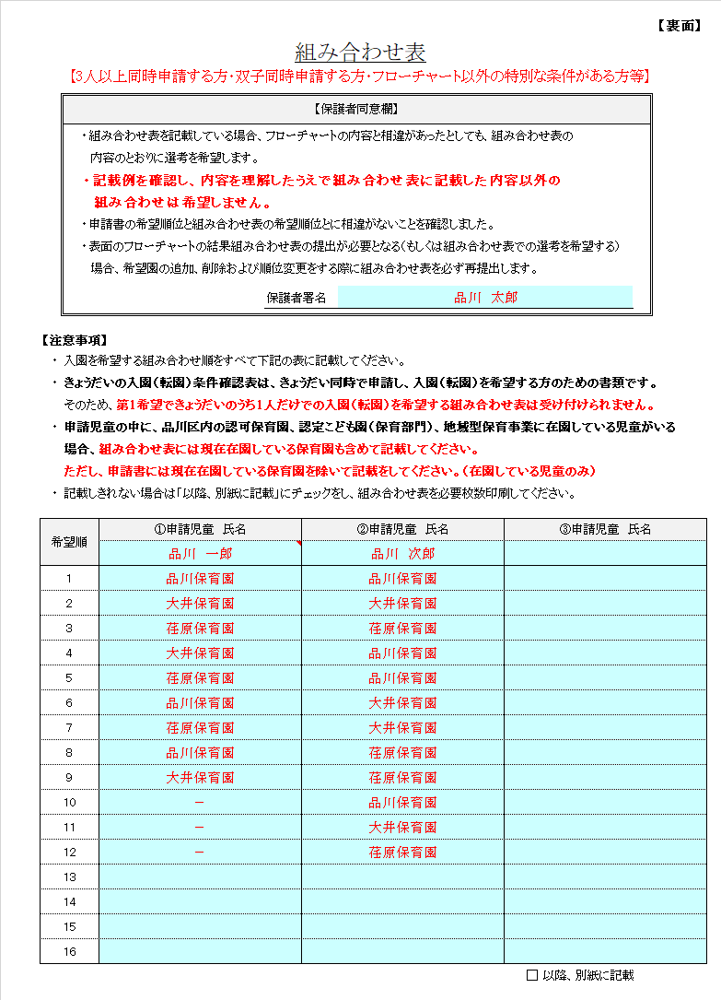 【裏面】
組み合わせ表
【3人以上同時申請する方・双子同時申請する方・フローチャート以外の特別な条件がある方等】
【保護者同意欄】
・組み合わせ表を記載している場合、フローチャートの内容と相違があったとしても、組み合わせ表の
内容のとおりに選考を希望します。
・記載例を確認し、内容を理解したうえで組み合わせ表に記載した内容以外の
組み合わせは希望しません。
・申請書の希望順位と組み合わせ表の希望順位とに相違がないことを確認しました。
・表面のフローチャートの結果組み合わせ表の提出が必要となる(もしくは組み合わせ表での選考を希望する)
場合、希望園の追加、削除および順位変更をする際に組み合わせ表を必ず再提出します。
保護者署名 品川 太郎
【注意事項】
・ 入園を希望する組み合わせ順をすべて下記の表に記載してください。
・ きょうだいの入園(転園)条件確認表は、きょうだい同時で申請し、入園(転園)を希望する方のための書類です。
そのため、第1希望できょうだいのうち1人だけでの入園(転園)を希望する組み合わせ表は受け付けられません。
・ 申請児童の中に、品川区内の認可保育園、認定こども園(保育部門)、地域型保育事業に在園している児童がいる
場合、組み合わせ表には現在在園している保育園も含めて記載してください。
ただし、申請書には現在在園している保育園を除いて記載をしてください。(在園している児童のみ)
・ 記載しきれない場合は「以降、別紙に記載」にチェックをし、組み合わせ表を必要枚数印刷してください。
希望順 ①申請児童 氏名 ②申請児童 氏名 ③申請児童 氏名
品川 一郎 品川 次郎
1 品川保育園 品川保育園
2 大井保育園 大井保育園
3 荏原保育園 荏原保育園
4 大井保育園 品川保育園
5 荏原保育園 品川保育園
6 品川保育園 大井保育園
7 荏原保育園 大井保育園
8 品川保育園 荏原保育園
9 大井保育園 荏原保育園
10 － 品川保育園
11 － 大井保育園
12 － 荏原保育園
13
14
15
16
□ 以降、別紙に記載